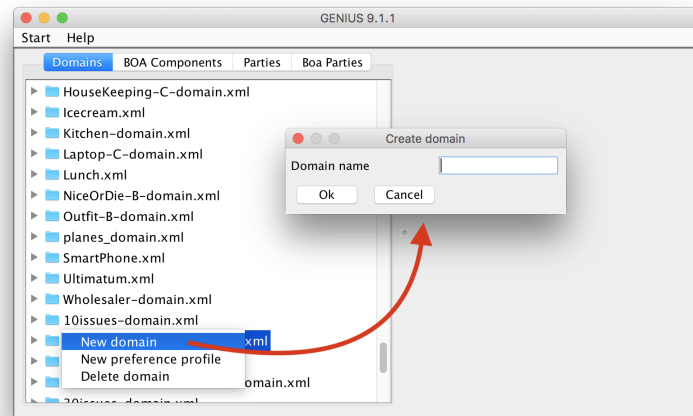 GENIUS 9.1.1
Start Help
Domains BOA Components Parties Boa Parties
HouseKeeping-C-domain.xml
Icecream.xml
Kitchen-domain.xml
Laptop-C-domain.xml
Lunch.xml
NiceOrDie-B-domain.xml
Outfit-B-domain.xml
planes_domain.xml
SmartPhone.xml
Ultimatum.xml
Wholesaler-domain.xml
10issues-domain.xml
xml
omain.xml
New domain
New preference profile
Delete domain
Create domain
Domain name
Ok Cancel